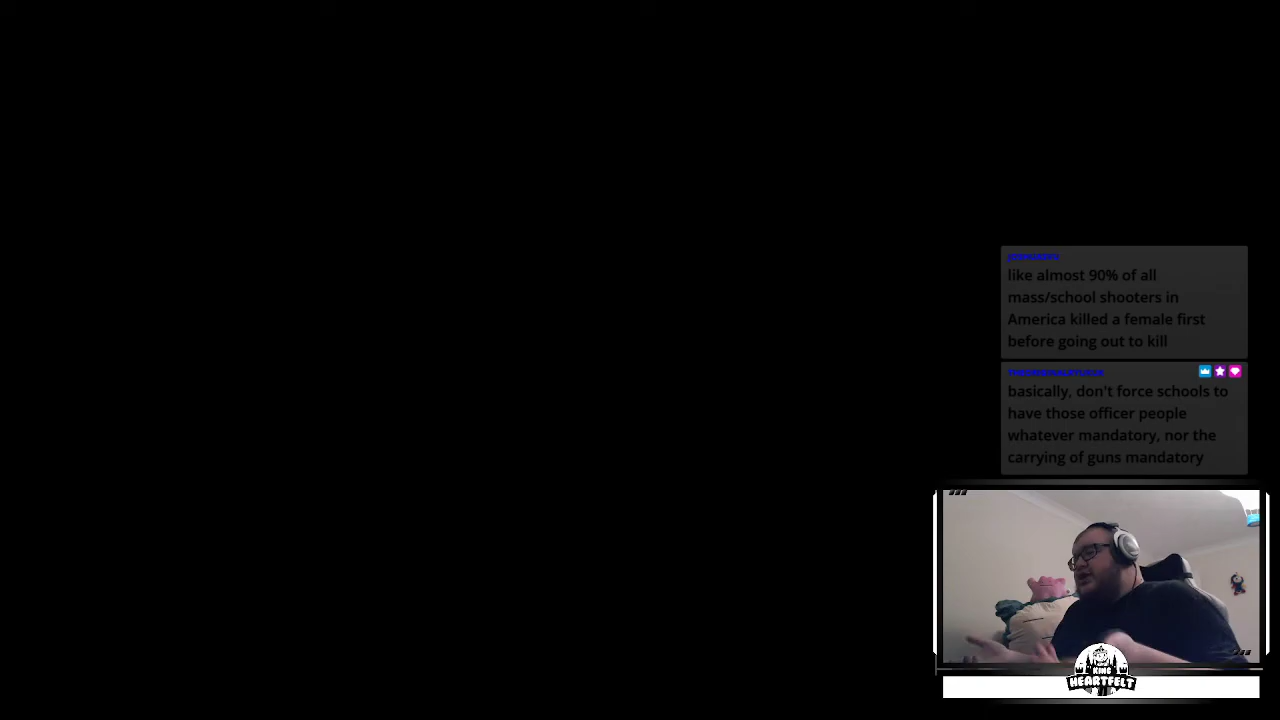 like almost 90% of all
mass/school shooters in
America killed a female first
before going out to kill
basically, don't force schools to
have those officer people
whatever mandatory, nor the
carrying of guns mandatory
KING
HEARTFELT